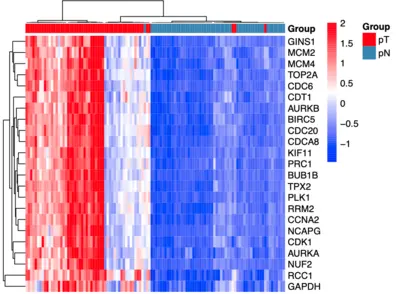 Group
GINS1
MCM2
MCM4
TOP2A
CDC6
CDT1
AURKB
BIRC5
CDC20
CDCA8
KIF11
PRC1
BUB1B
TPX2
PLK1
RRM2
CCNA2
NCAPG
CDK1
AURKA
NUF2
RCC1
GAPDH
2
1.5
1
0.5
0
−0.5
−1
Group
pT
pN